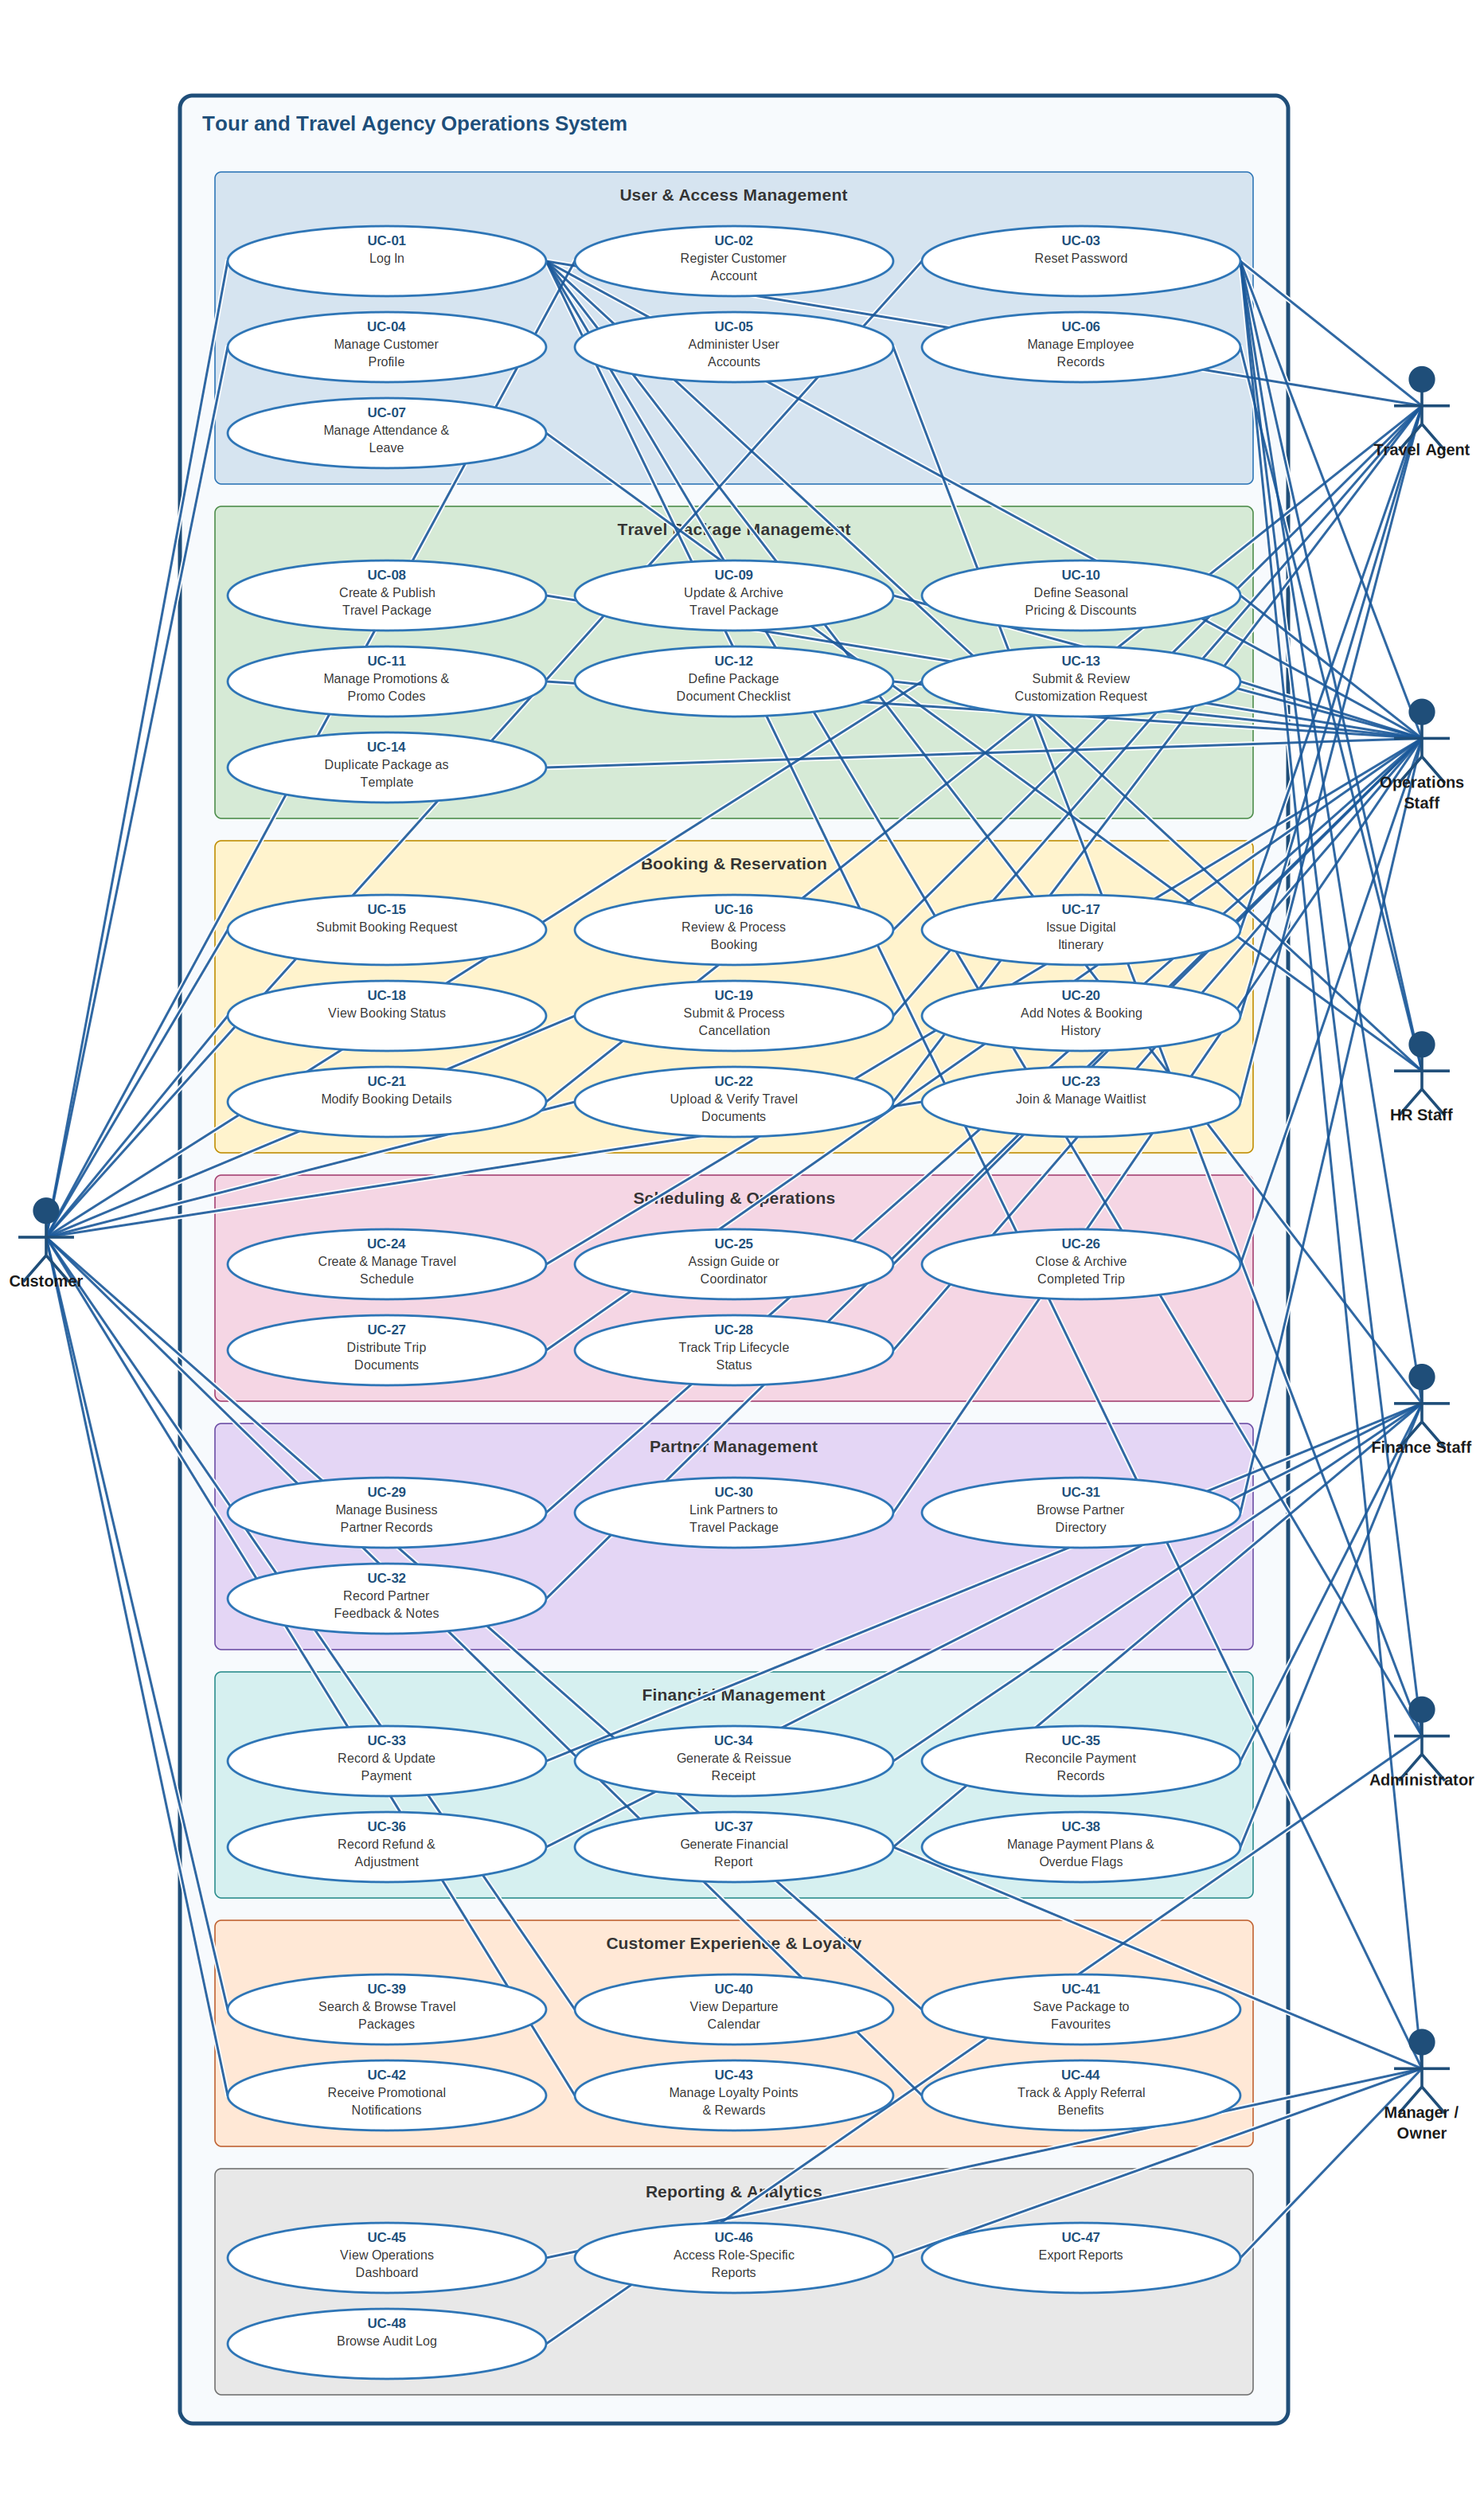 Tour and Travel Agency Operations System
User & Access Management
UC-01
Log In
UC-02
Register Customer
Account
UC-03
Reset Password
UC-04
Manage Customer
Profile
UC-05
Administer User
Accounts
UC-06
Manage Employee
Records
UC-07
Manage Attendance &
Leave
Travel Package Management
UC-08
Create & Publish
Travel Package
UC-09
Update & Archive
Travel Package
UC-10
Define Seasonal
Pricing & Discounts
UC-11
Manage Promotions &
Promo Codes
UC-12
Define Package
Document Checklist
UC-13
Submit & Review
Customization Request
UC-14
Duplicate Package as
Template
Booking & Reservation
UC-15
Submit Booking Request
UC-16
Review & Process
Booking
UC-17
Issue Digital
Itinerary
UC-18
View Booking Status
UC-19
Submit & Process
Cancellation
UC-20
Add Notes & Booking
History
UC-21
Modify Booking Details
UC-22
Upload & Verify Travel
Documents
UC-23
Join & Manage Waitlist
Scheduling & Operations
UC-24
Create & Manage Travel
Schedule
UC-25
Assign Guide or
Coordinator
UC-26
Close & Archive
Completed Trip
UC-27
Distribute Trip
Documents
UC-28
Track Trip Lifecycle
Status
Partner Management
UC-29
Manage Business
Partner Records
UC-30
Link Partners to
Travel Package
UC-31
Browse Partner
Directory
UC-32
Record Partner
Feedback & Notes
Financial Management
UC-33
Record & Update
Payment
UC-34
Generate & Reissue
Receipt
UC-35
Reconcile Payment
Records
UC-36
Record Refund &
Adjustment
UC-37
Generate Financial
Report
UC-38
Manage Payment Plans &
Overdue Flags
Customer Experience & Loyalty
UC-39
Search & Browse Travel
Packages
UC-40
View Departure
Calendar
UC-41
Save Package to
Favourites
UC-42
Receive Promotional
Notifications
UC-43
Manage Loyalty Points
& Rewards
UC-44
Track & Apply Referral
Benefits
Reporting & Analytics
UC-45
View Operations
Dashboard
UC-46
Access Role-Specific
Reports
UC-47
Export Reports
UC-48
Browse Audit Log
Customer
Travel Agent
Operations
Staff
HR Staff
Finance Staff
Administrator
Manager /
Owner